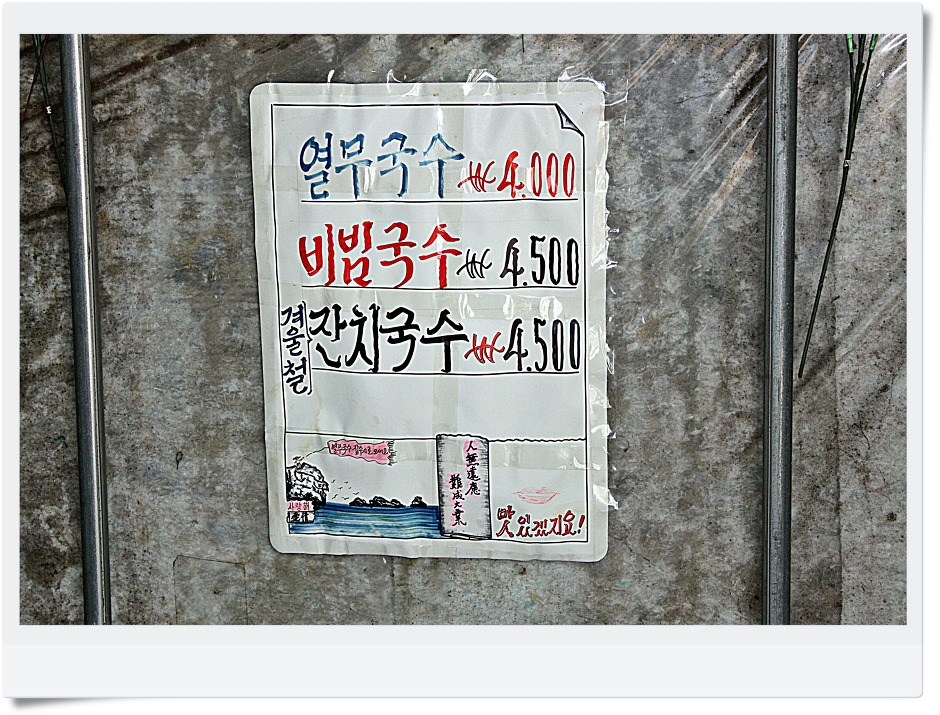 열무국수 ₩4.000
비빔국수 ₩4.500
겨울철 잔치국수 ₩4.500
人無遠慮
難成大業
맛있겠지요!